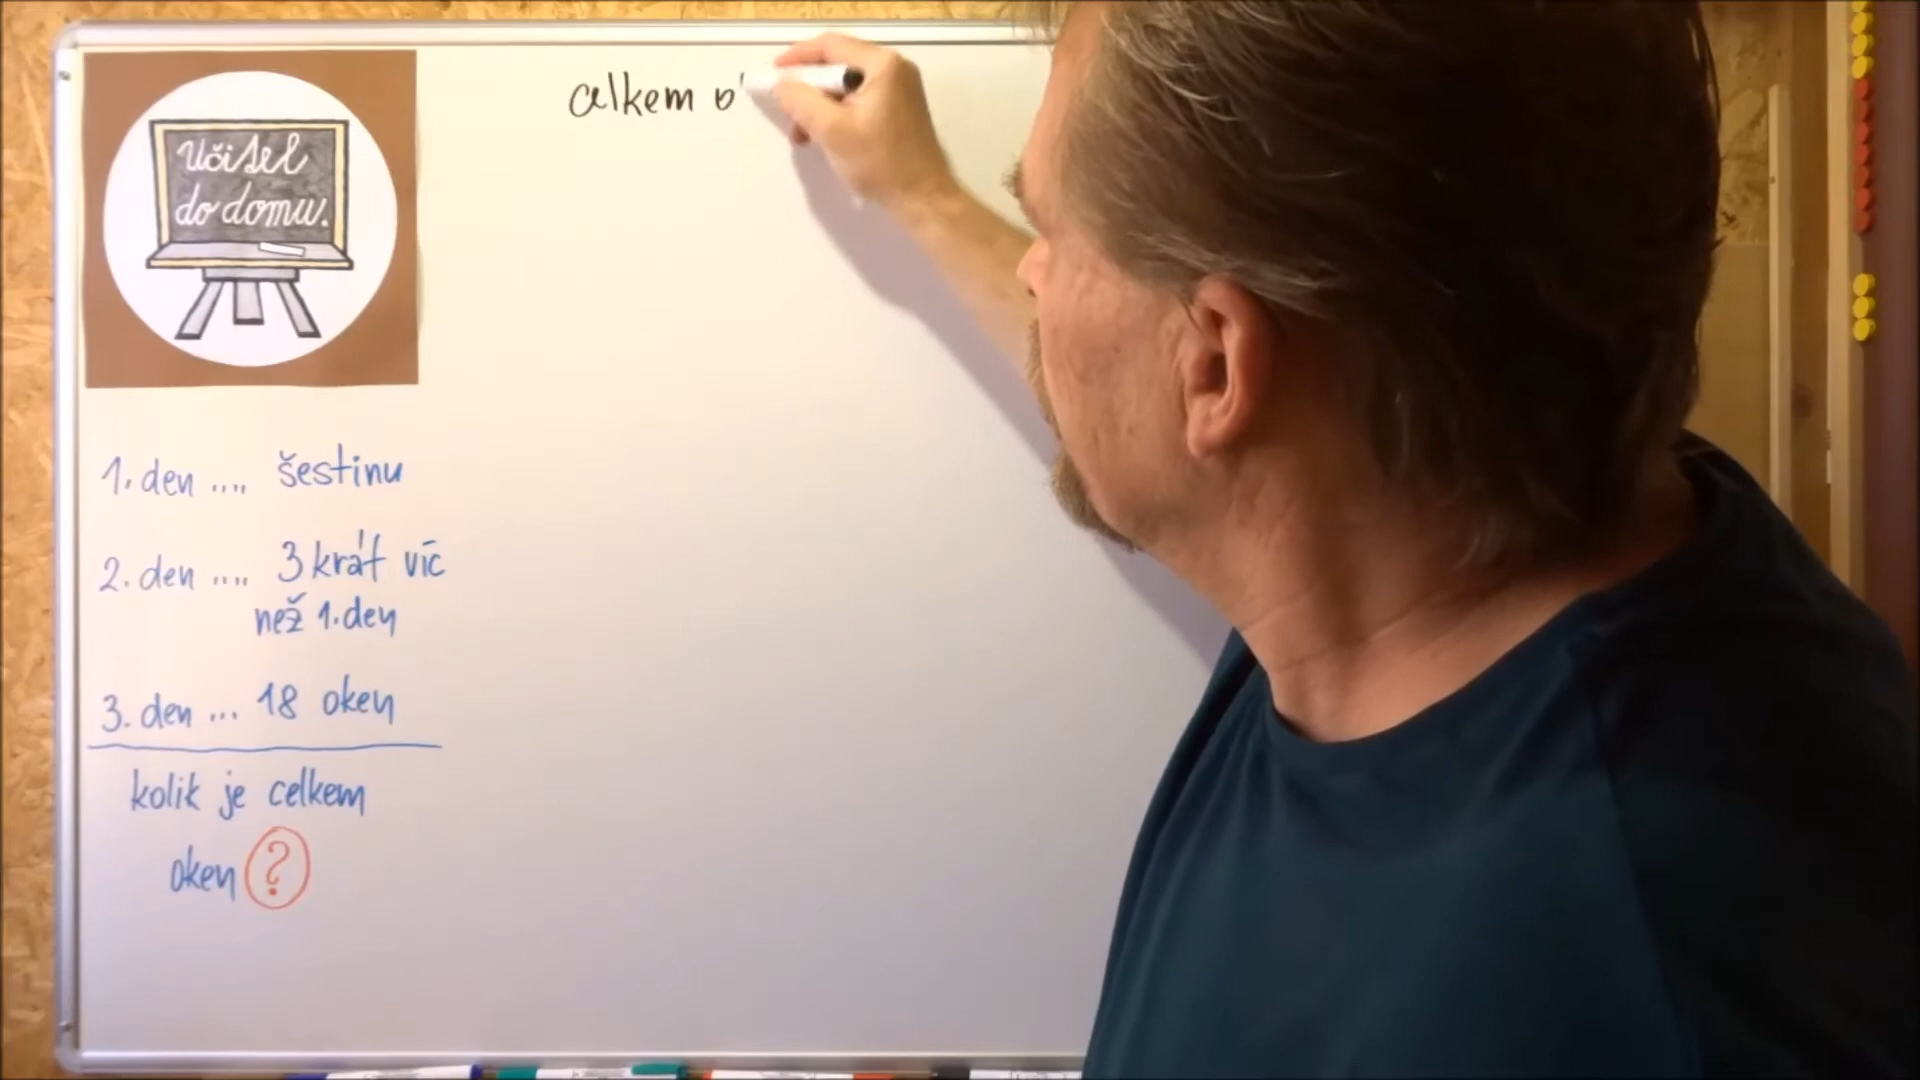 Učitel
do domu.
celkem
1. den .... šestinu
2. den .... 3 krát víc
než 1. den
3. den ... 18 oken
kolik je celkem
oken ?